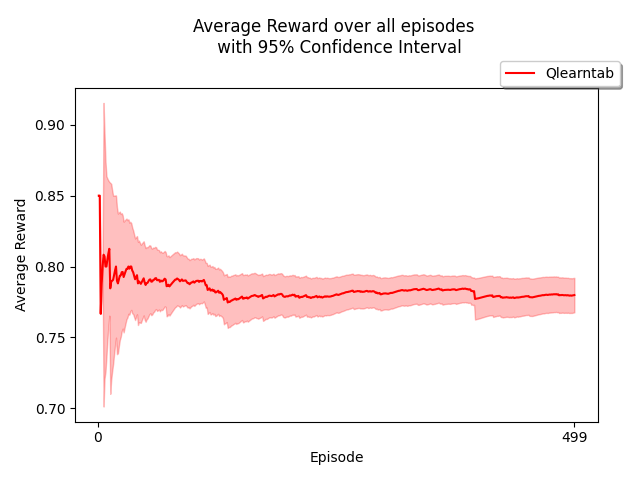 Average Reward over all episodes
with 95% Confidence Interval
Qlearntab
0.90
0.85
0.80
0.75
0.70
Average Reward
0
499
Episode